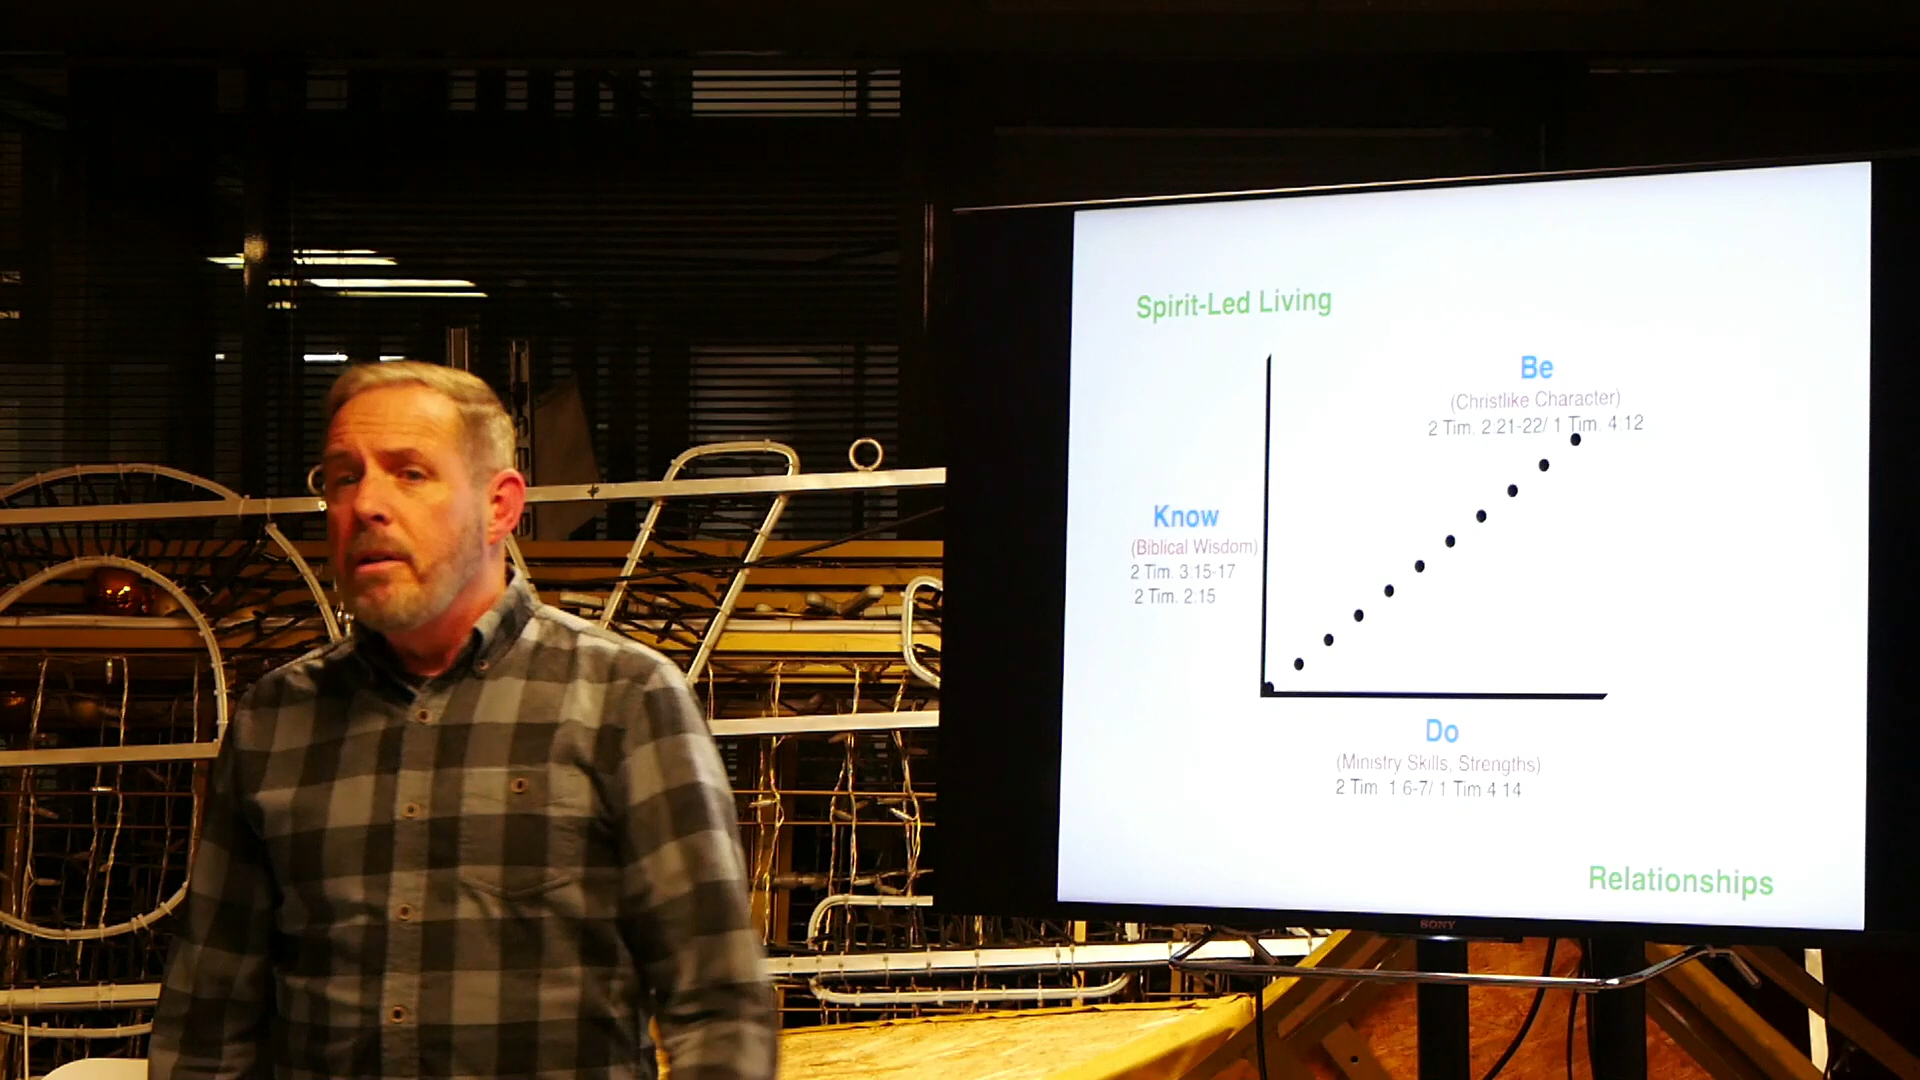 Spirit-Led Living
Be
(Christlike Character)
2 Tim. 2:21-22/ 1 Tim. 4:12
Know
(Biblical Wisdom)
2 Tim. 3:15-17
2 Tim. 2:15
Do
(Ministry Skills, Strengths)
2 Tim 1:6-7/ 1 Tim 4:14
Relationships
SONY